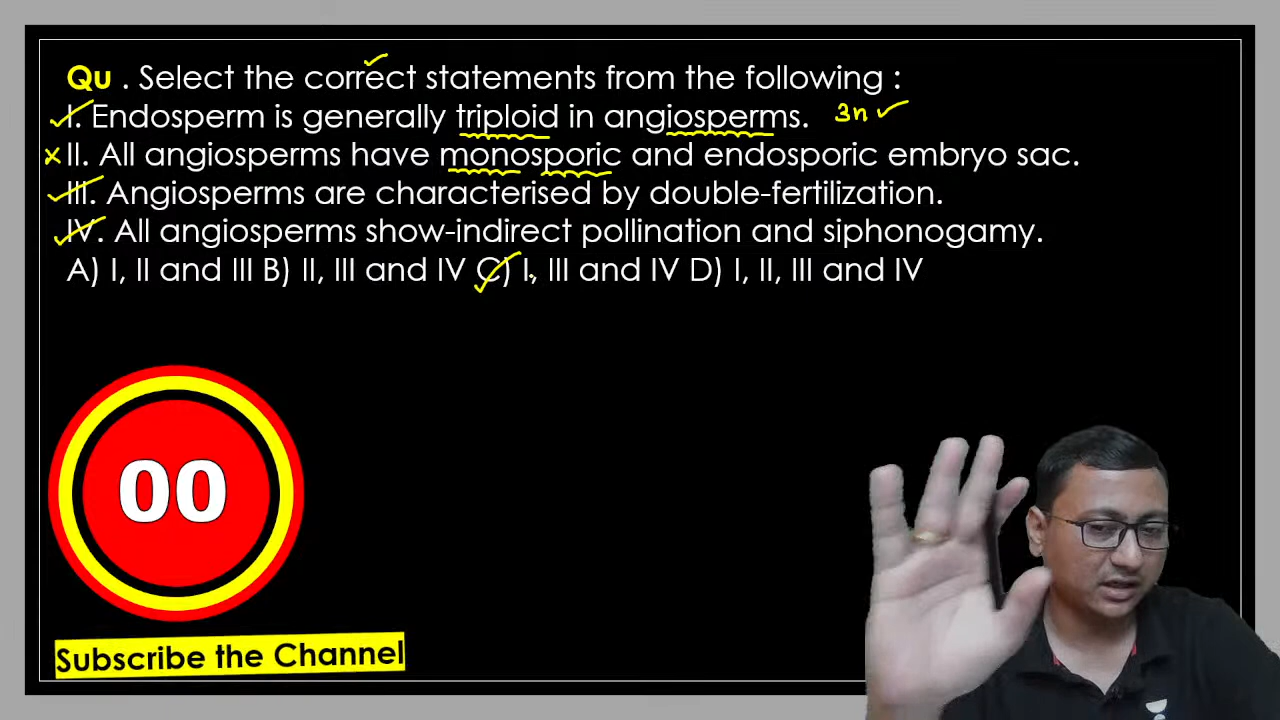 Qu . Select the correct statements from the following :
I. Endosperm is generally triploid in angiosperms. 3n
II. All angiosperms have monosporic and endosporic embryo sac.
III. Angiosperms are characterised by double-fertilization.
IV. All angiosperms show-indirect pollination and siphonogamy.
A) I, II and III B) II, III and IV C) I, III and IV D) I, II, III and IV
00
Subscribe the Channel